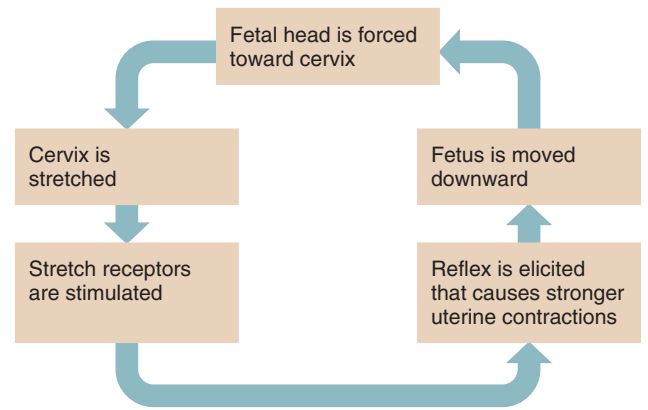 Fetal head is forced
toward cervix
Cervix is
stretched
Stretch receptors
are stimulated
Reflex is elicited
that causes stronger
uterine contractions
Fetus is moved
downward